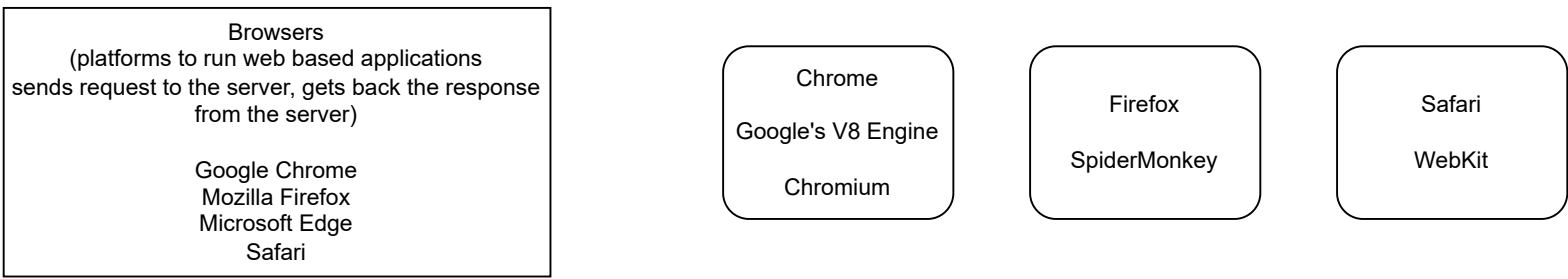 Browsers
(platforms to run web based applications
sends request to the server, gets back the response
from the server)
Google Chrome
Mozilla Firefox
Microsoft Edge
Safari
Chrome
Google's V8 Engine
Chromium
Firefox
SpiderMonkey
Safari
WebKit